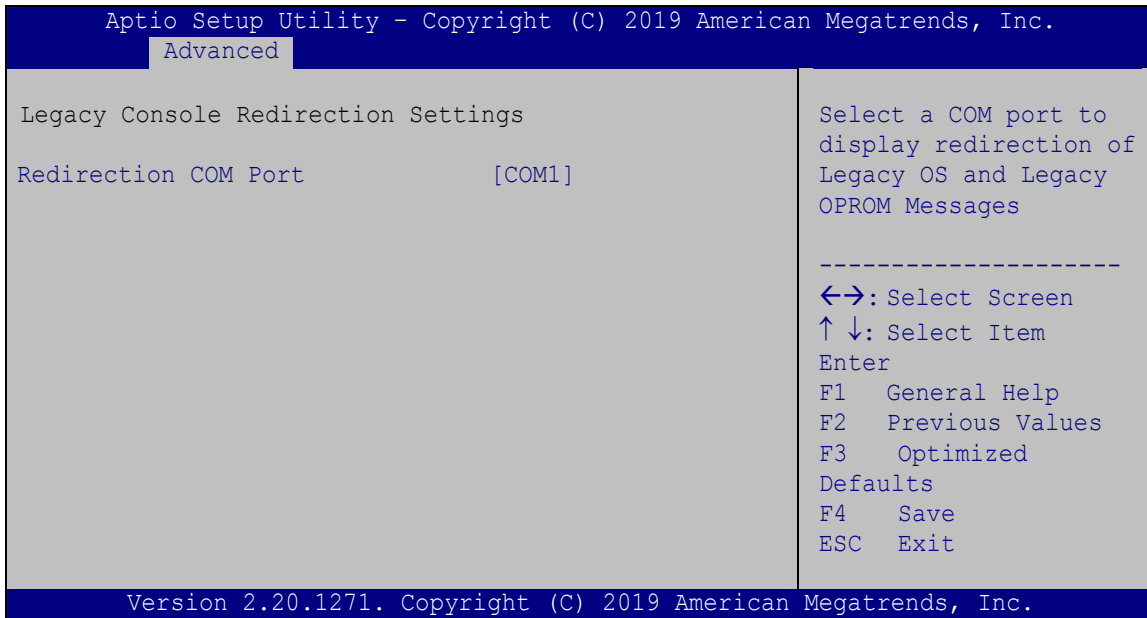 Aptio Setup Utility – Copyright (C) 2019 American Megatrends, Inc.
Advanced
Legacy Console Redirection Settings
Redirection COM Port [COM1]
Select a COM port to
display redirection of
Legacy OS and Legacy
OPROM Messages
---------------------
←→: Select Screen
↑ ↓: Select Item
Enter
F1 General Help
F2 Previous Values
F3 Optimized
Defaults
F4 Save
ESC Exit
Version 2.20.1271. Copyright (C) 2019 American Megatrends, Inc.